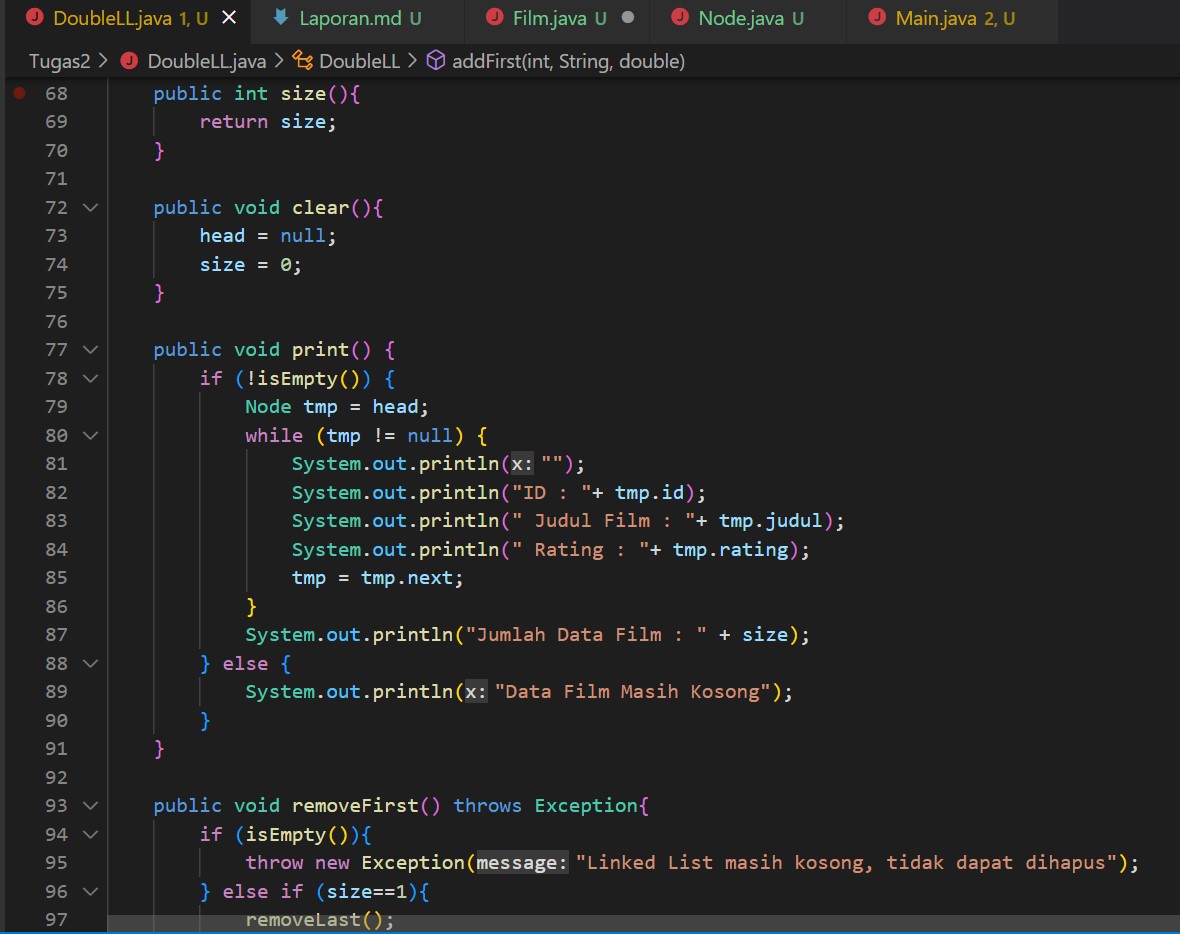 DoubleLL.java 1, U
Laporan.md U
Film.java U
Node.java U
Main.java 2, U
Tugas2 > DoubleLL.java > DoubleLL > addFirst(int, String, double)
68 public int size(){
69 return size;
70 }
71
72 public void clear(){
73 head = null;
74 size = 0;
75 }
76
77 public void print() {
78 if (!isEmpty()) {
79 Node tmp = head;
80 while (tmp != null) {
81 System.out.println(x: "");
82 System.out.println("ID : "+ tmp.id);
83 System.out.println(" Judul Film : "+ tmp.judul);
84 System.out.println(" Rating : "+ tmp.rating);
85 tmp = tmp.next;
86 }
87 System.out.println("Jumlah Data Film : " + size);
88 } else {
89 System.out.println(x: "Data Film Masih Kosong");
90 }
91 }
92
93 public void removeFirst() throws Exception{
94 if (isEmpty()){
95 throw new Exception(message: "Linked List masih kosong, tidak dapat dihapus");
96 } else if (size==1){
97 removeLast();